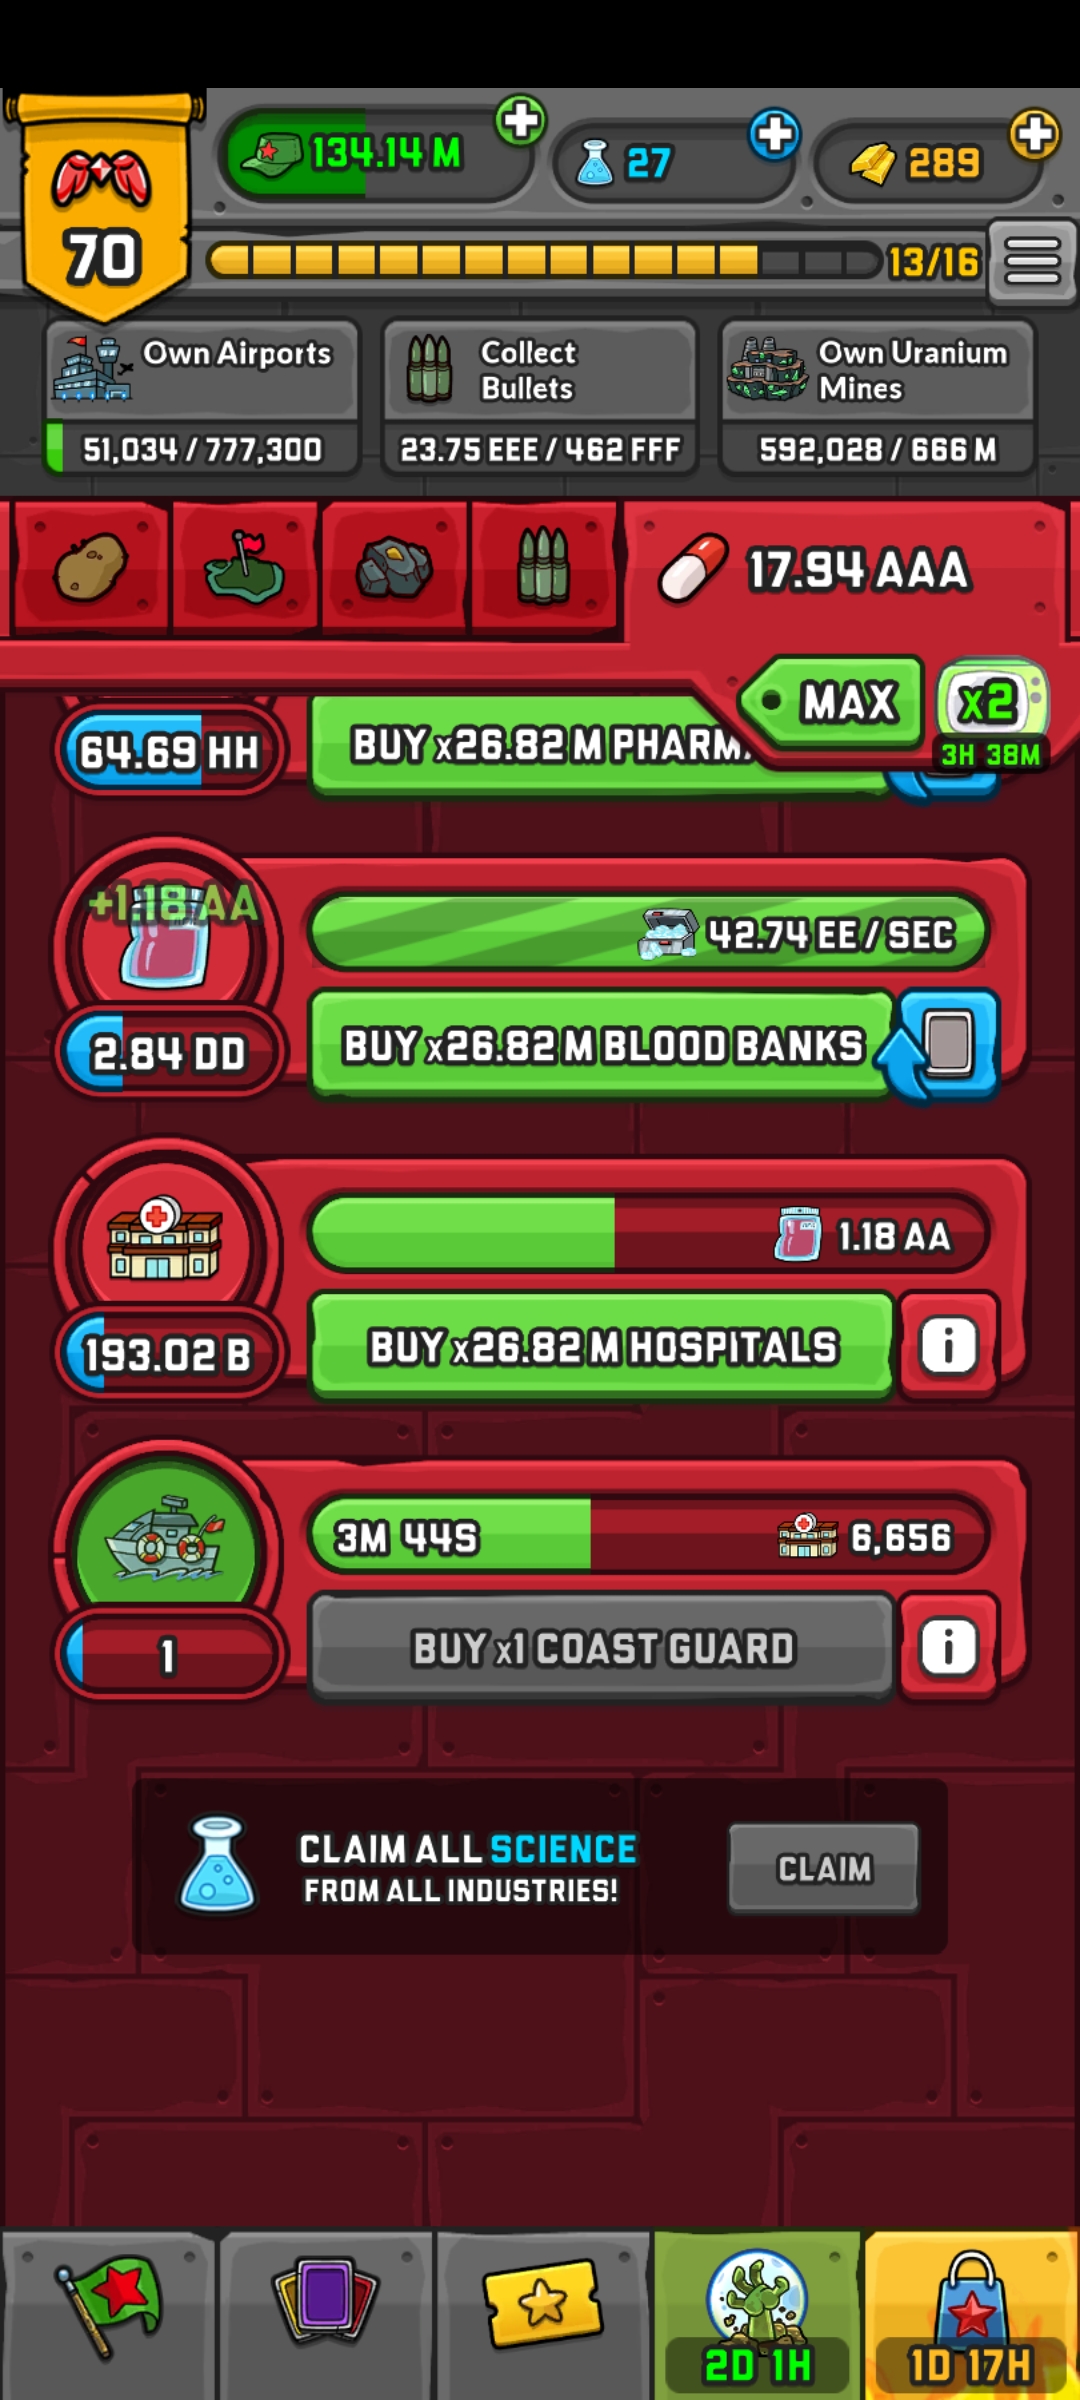 134.14 M
27
289
70
13/16
Own Airports
51,034 / 777,300
Collect
Bullets
23.75 EEE / 462 FFF
Own Uranium
Mines
592,028 / 666 M
17.94 AAA
MAX
x2
3H 38M
64.69 HH
BUY x26.82 M PHARMA
+1.18 AA
42.74 EE / SEC
2.84 DD
BUY x26.82 M BLOOD BANKS
1.18 AA
193.02 B
BUY x26.82 M HOSPITALS
i
3M 44S
6,656
1
BUY x1 COAST GUARD
i
CLAIM ALL SCIENCE
FROM ALL INDUSTRIES!
CLAIM
2D 1H
1D 17H